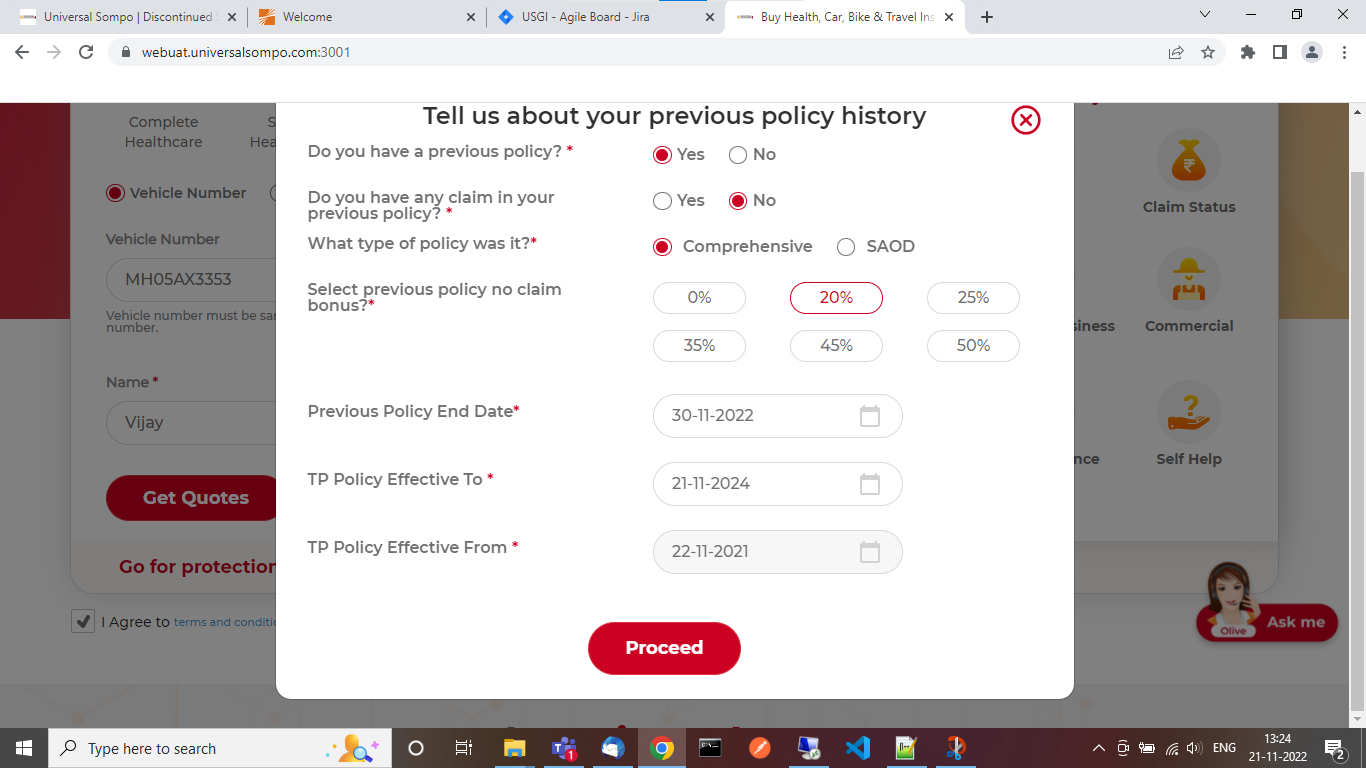 Universal Sompo | Discontinued
Welcome
USGI - Agile Board - Jira
Buy Health, Car, Bike & Travel Ins
webuat.universalsompo.com:3001
Complete
Healthcare
S
Hea
Vehicle Number
Vehicle Number
MH05AX3353
Vehicle number must be sa
number.
Name *
Vijay
Get Quotes
Go for protection
I Agree to terms and conditi
Tell us about your previous policy history
Do you have a previous policy? *
Yes
No
Do you have any claim in your
previous policy? *
Yes
No
What type of policy was it?*
Comprehensive
SAOD
Select previous policy no claim
bonus?*
0%
20%
25%
35%
45%
50%
Previous Policy End Date*
30-11-2022
TP Policy Effective To *
21-11-2024
TP Policy Effective From *
22-11-2021
Proceed
Claim Status
siness
Commercial
nce
Self Help
Olive
Ask me
Type here to search
1
ENG
13:24
21-11-2022
2